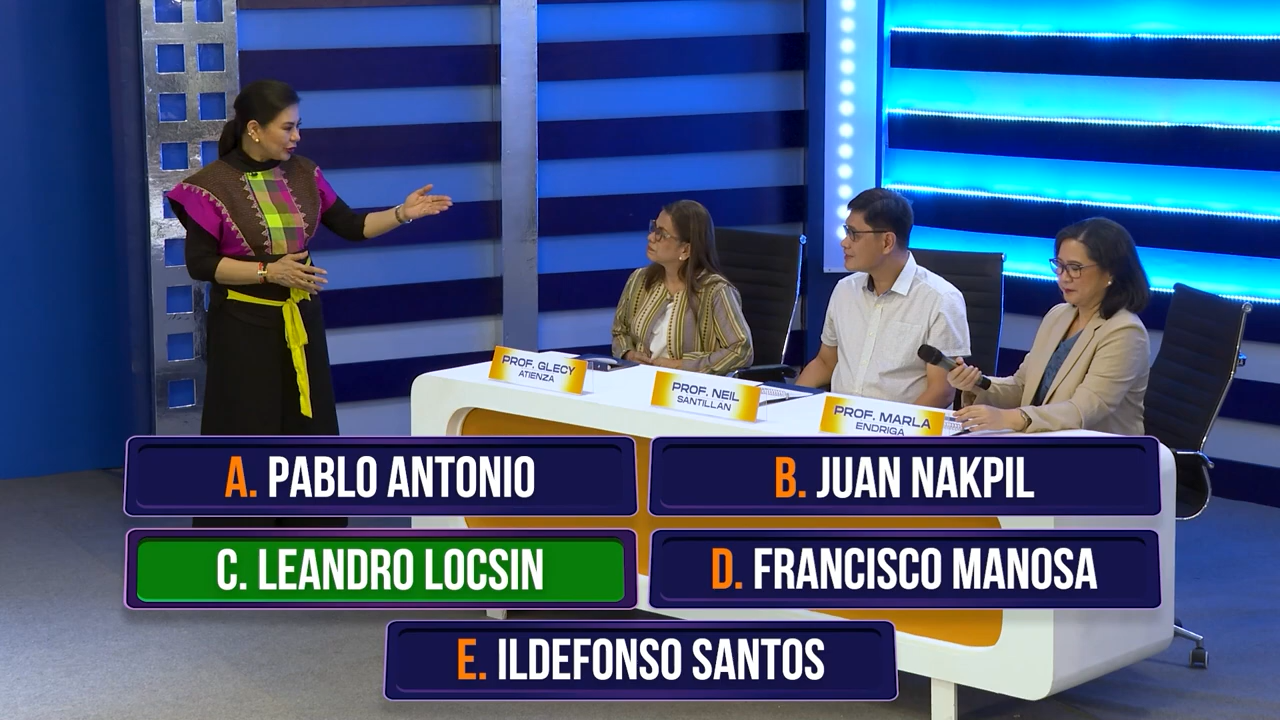 PROF. GLECY
ATIENZA
PROF. NEIL
SANTILLAN
PROF. MARLA
ENDRIGA
A. PABLO ANTONIO
B. JUAN NAKPIL
C. LEANDRO LOCSIN
D. FRANCISCO MANOSA
E. ILDEFONSO SANTOS